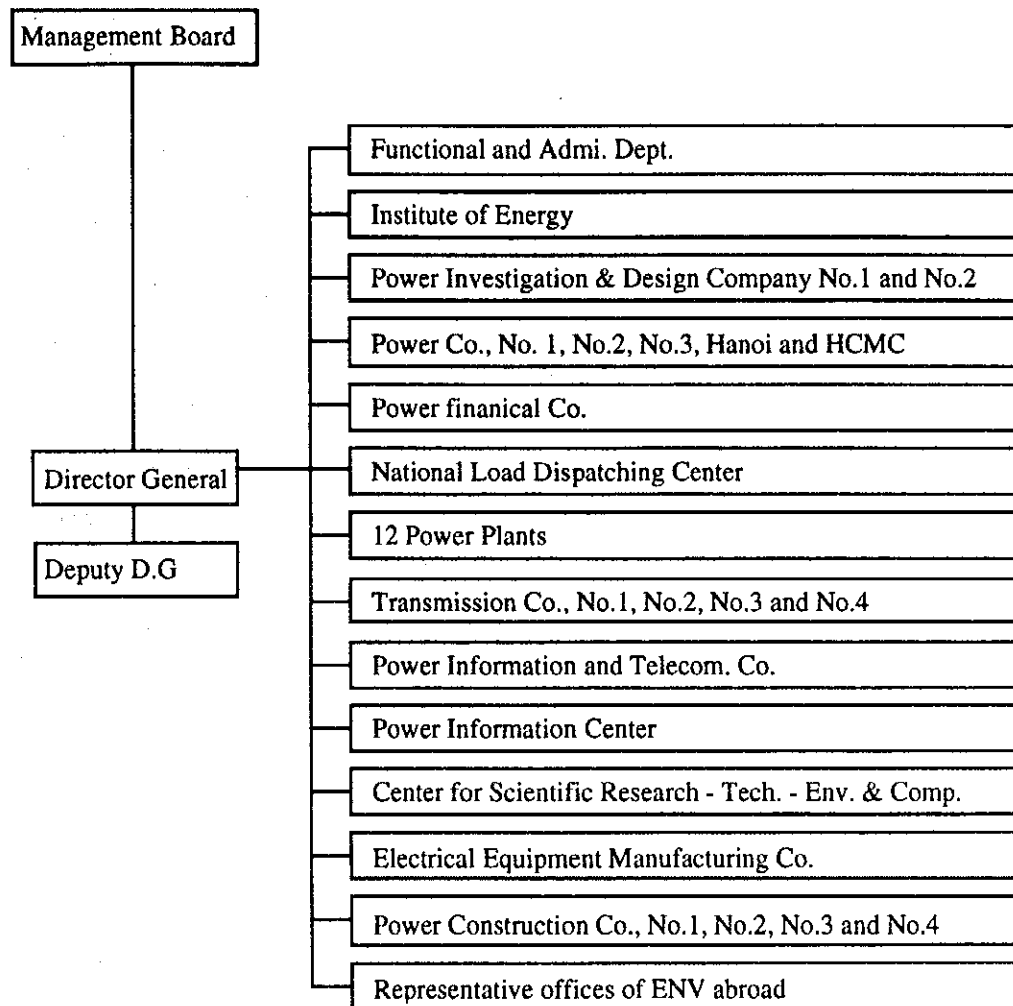 Management Board
Functional and Admi. Dept.
Institute of Energy
Power Investigation & Design Company No.1 and No.2
Power Co., No. 1, No.2, No.3, Hanoi and HCMC
Power finanical Co.
Director General
National Load Dispatching Center
12 Power Plants
Deputy D.G
Transmission Co., No.1, No.2, No.3 and No.4
Power Information and Telecom. Co.
Power Information Center
Center for Scientific Research - Tech. - Env. & Comp.
Electrical Equipment Manufacturing Co.
Power Construction Co., No.1, No.2, No.3 and No.4
Representative offices of ENV abroad